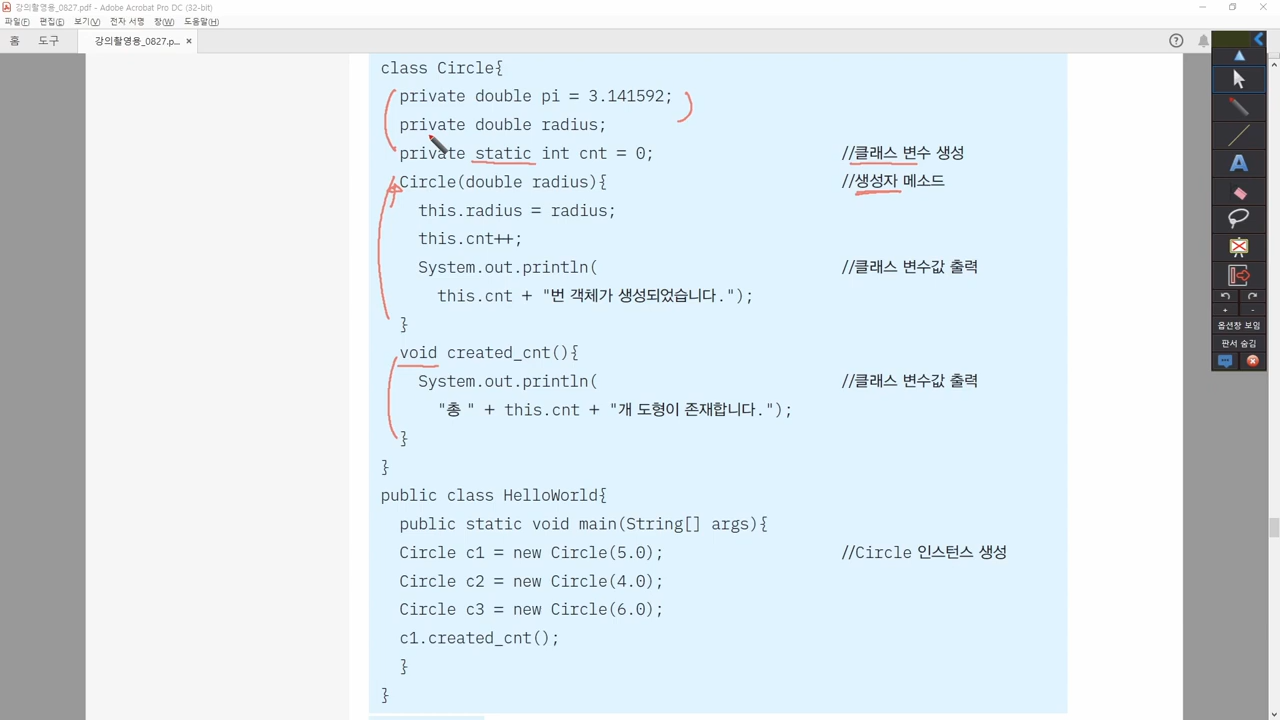 강의촬영용_0827.pdf - Adobe Acrobat Pro DC (32-bit)
파일(F) 편집(E) 보기(V) 전자 서명 창(W) 도움말(H)
홈 도구 강의촬영용_0827.p... ×
class Circle{
private double pi = 3.141592;
private double radius;
private static int cnt = 0; //클래스 변수 생성
Circle(double radius){ //생성자 메소드
this.radius = radius;
this.cnt++;
System.out.println( //클래스 변수값 출력
this.cnt + "번 객체가 생성되었습니다.");
}
void created_cnt(){
System.out.println( //클래스 변수값 출력
"총 " + this.cnt + "개 도형이 존재합니다.");
}
}
public class HelloWorld{
public static void main(String[] args){
Circle c1 = new Circle(5.0); //Circle 인스턴스 생성
Circle c2 = new Circle(4.0);
Circle c3 = new Circle(6.0);
c1.created_cnt();
}
}
A
+ -
옵션창 보임
판서 숨김